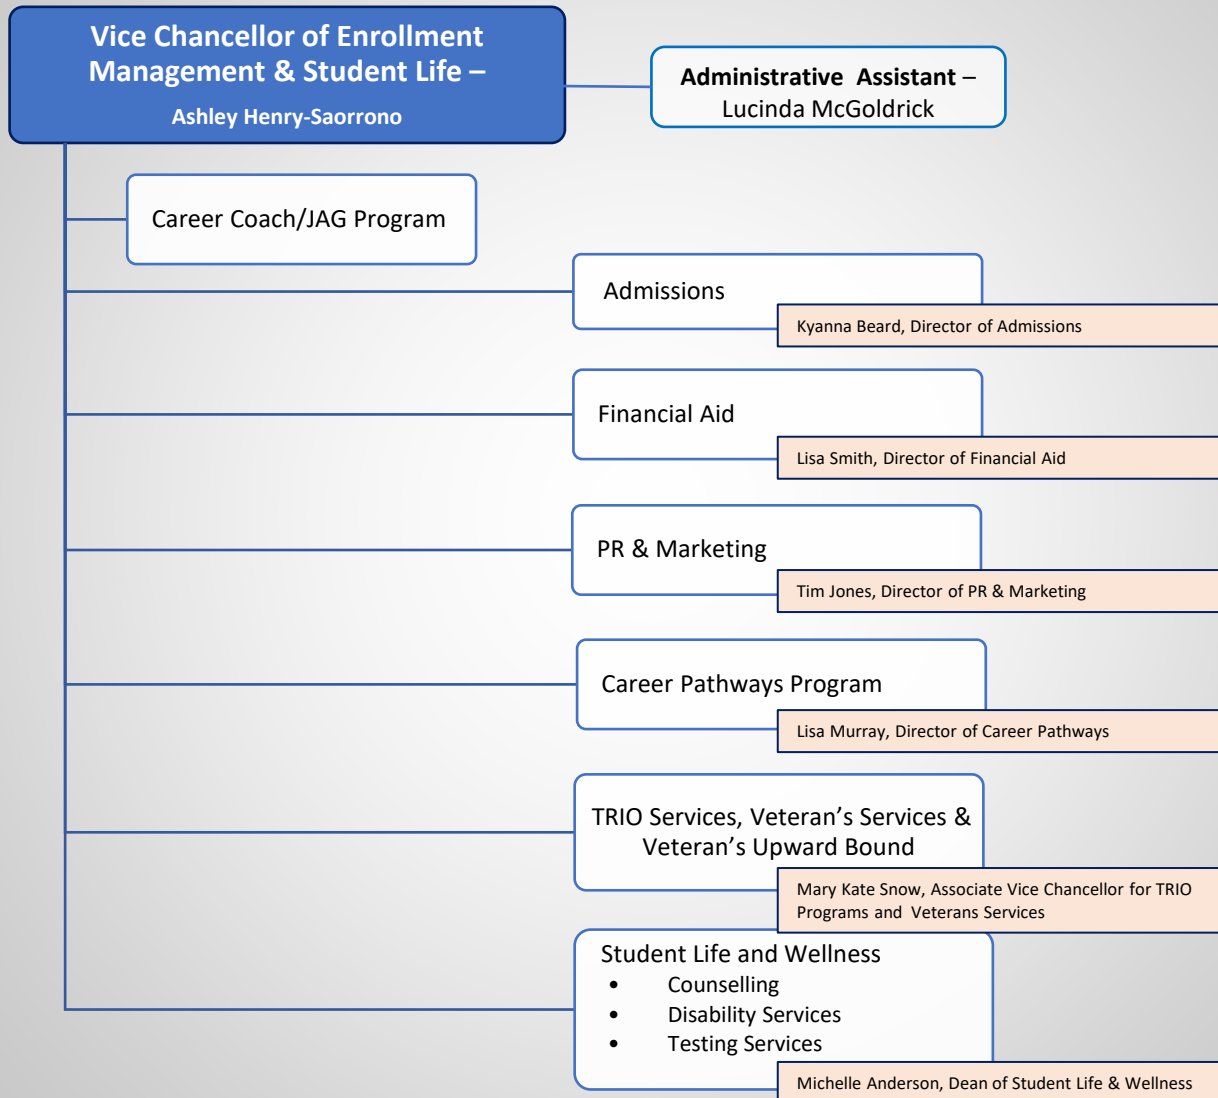 Vice Chancellor of Enrollment
Management & Student Life –
Ashley Henry-Saorrono
Administrative Assistant –
Lucinda McGoldrick
Career Coach/JAG Program
Admissions
Kyanna Beard, Director of Admissions
Financial Aid
Lisa Smith, Director of Financial Aid
PR & Marketing
Tim Jones, Director of PR & Marketing
Career Pathways Program
Lisa Murray, Director of Career Pathways
TRIO Services, Veteran’s Services &
Veteran’s Upward Bound
Mary Kate Snow, Associate Vice Chancellor for TRIO
Programs and Veterans Services
Student Life and Wellness
• Counselling
• Disability Services
• Testing Services
Michelle Anderson, Dean of Student Life & Wellness